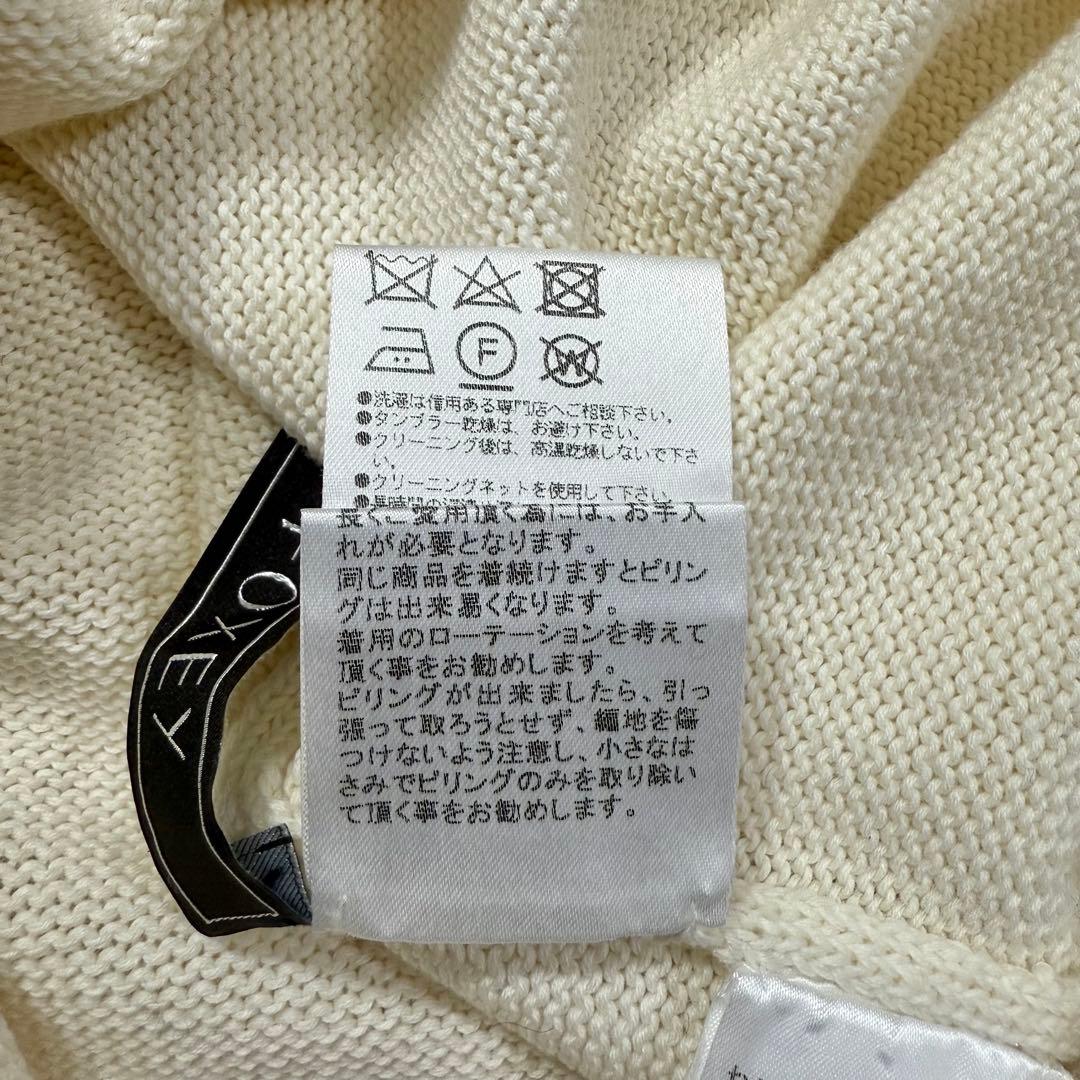 F
W
●洗濯は信用ある専門店へご相談下さい。
●タンブラー乾燥は、お避け下さい。
●クリーニング後は、高温乾燥しないで下さ
い。
●クリーニングネットを使用して下さい。
●長時間の
長くご愛用頂く為には、お手入
れが必要となります。
同じ商品を着続けますとピリン
グは出来易くなります。
着用のローテーションを考えて
頂く事をお勧めします。
ピリングが出来ましたら、引っ
張って取ろうとせず、編地を傷
つけないよう注意し、小さなは
さみでピリングのみを取り除い
て頂く事をお勧めします。
OKEY